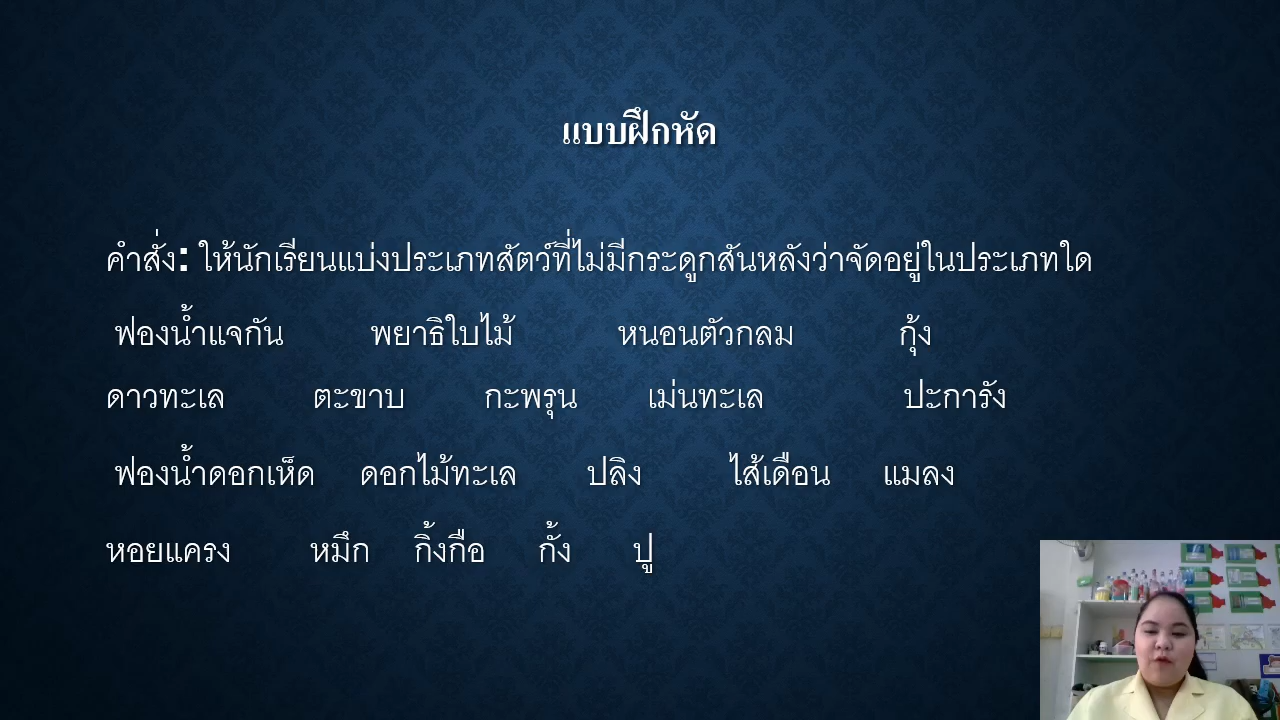 แบบฝึกหัด
คำสั่ง: ให้นักเรียนแบ่งประเภทสัตว์ที่ไม่มีกระดูกสันหลังว่าจัดอยู่ในประเภทใด
ฟองน้ำแจกัน พยาธิใบไม้ หนอนตัวกลม กุ้ง
ดาวทะเล ตะขาบ กะพรุน เม่นทะเล ปะการัง
ฟองน้ำดอกเห็ด ดอกไม้ทะเล ปลิง ไส้เดือน แมลง
หอยแครง หมึก กิ้งกือ กั้ง ปู